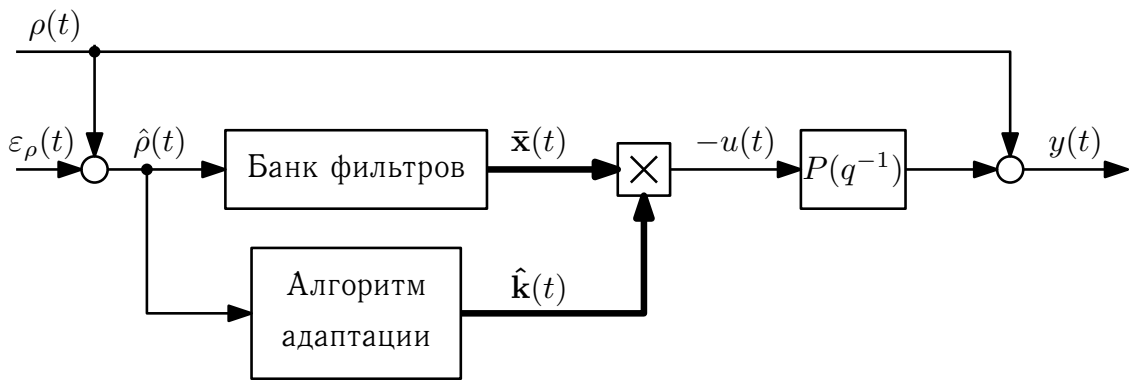 ρ(t)
ε_ρ(t)
ρ̂(t)
Банк фильтров
x̄(t)
×
−u(t)
P(q⁻¹)
y(t)
Алгоритм
адаптации
k̂(t)